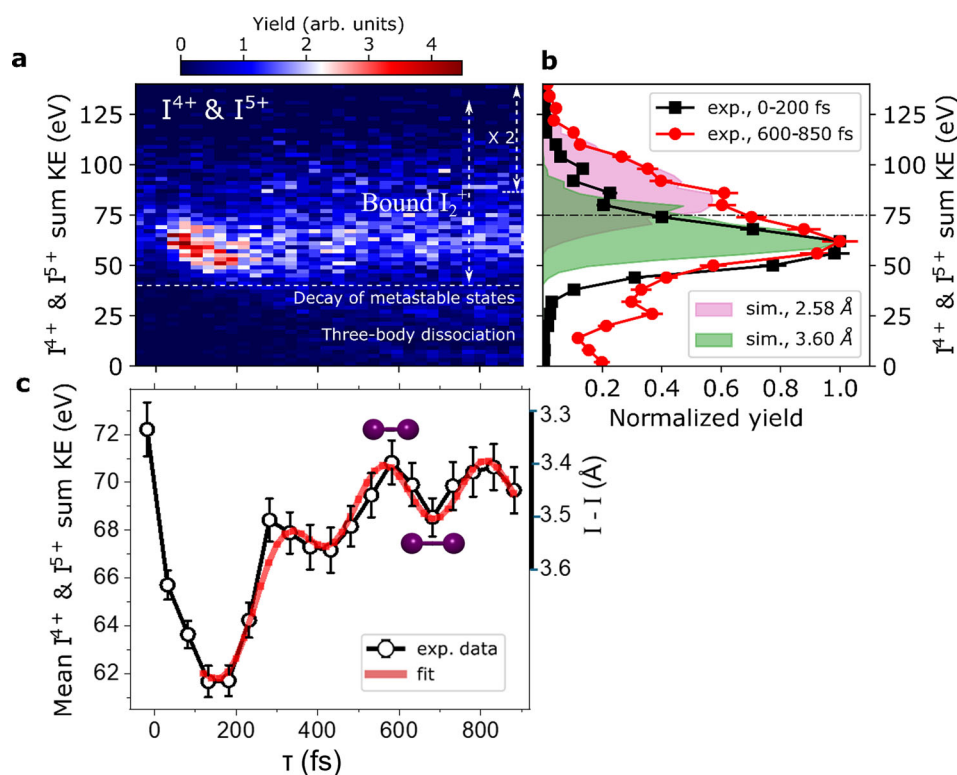 Yield (arb. units)
0 1 2 3 4
a
b
I⁴⁺ & I⁵⁺ sum KE (eV)
125
100
75
50
25
0
I⁴⁺ & I⁵⁺
X 2
Bound I₂⁺
Decay of metastable states
Three-body dissociation
exp., 0-200 fs
exp., 600-850 fs
sim., 2.58 Å
sim., 3.60 Å
0.2 0.4 0.6 0.8 1.0
Normalized yield
125
100
75
50
25
0
I⁴⁺ & I⁵⁺ sum KE (eV)
c
Mean I⁴⁺ & I⁵⁺ sum KE (eV)
72
70
68
66
64
62
exp. data
fit
0 200 400 600 800
τ (fs)
3.3
3.4
3.5
3.6
I - I (Å)